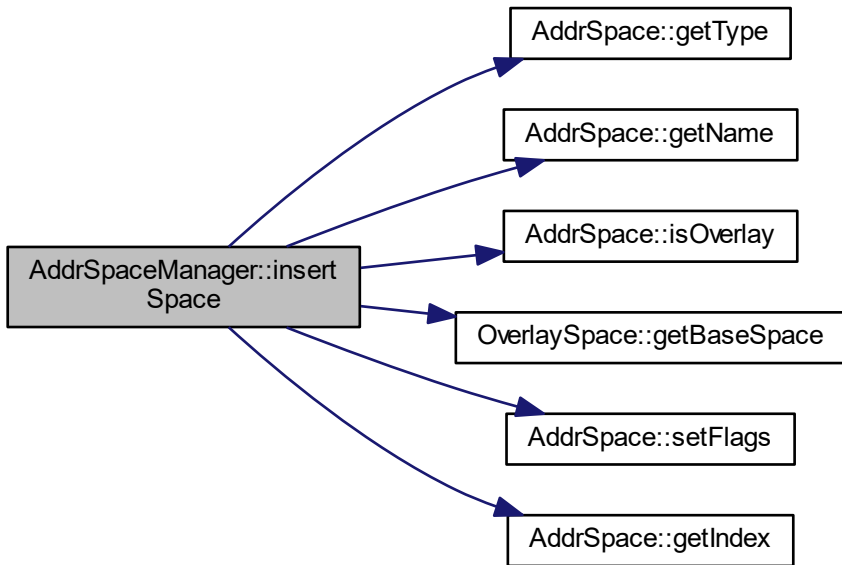 AddrSpace::getType
AddrSpace::getName
AddrSpace::isOverlay
AddrSpaceManager::insert
Space
OverlaySpace::getBaseSpace
AddrSpace::setFlags
AddrSpace::getIndex